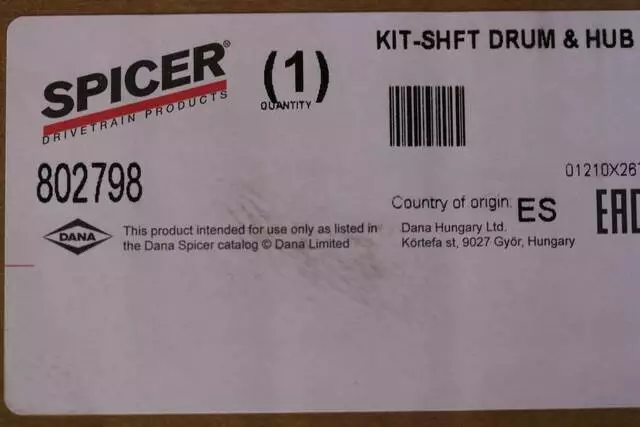 SPICER®
DRIVETRAIN PRODUCTS
(1)
QUANTITY
KIT-SHFT DRUM & HUB
802798
01210X267
Country of origin: ES
DANA
This product intended for use only as listed in
the Dana Spicer catalog © Dana Limited
Dana Hungary Ltd.
Körtefa st, 9027 Győr, Hungary
EAC